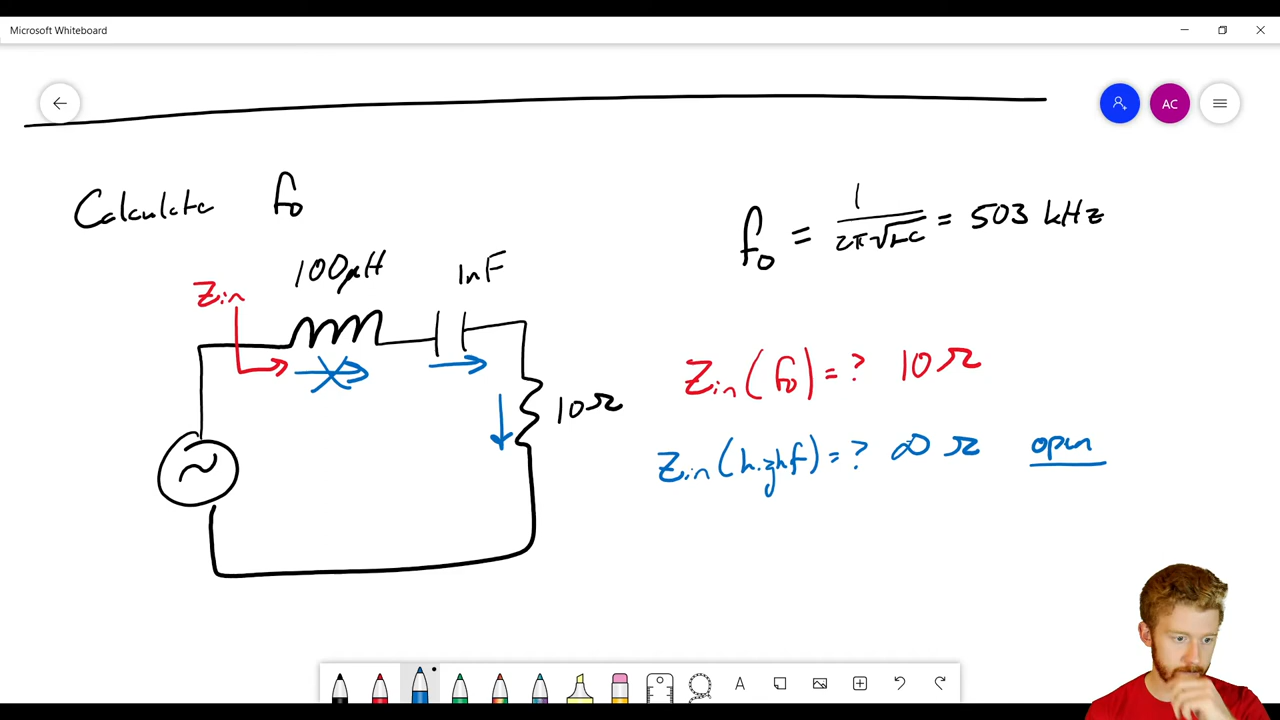 Microsoft Whiteboard
AC
Calculate f₀
f₀ = 1/(2π√LC) = 503 kHz
100μH
1nF
Zin
10Ω
Zin(f₀) = ? 10Ω
Zin(high f) = ? ∞ Ω open
A